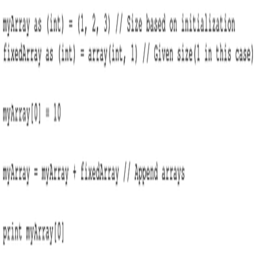 myArray as (int) = (1, 2, 3) // Size based on initialization
fixedArray as (int) = array(int, 1) // Given size(1 in this case)
myArray[0] = 10
myArray = myArray + fixedArray // Append arrays
print myArray[0]